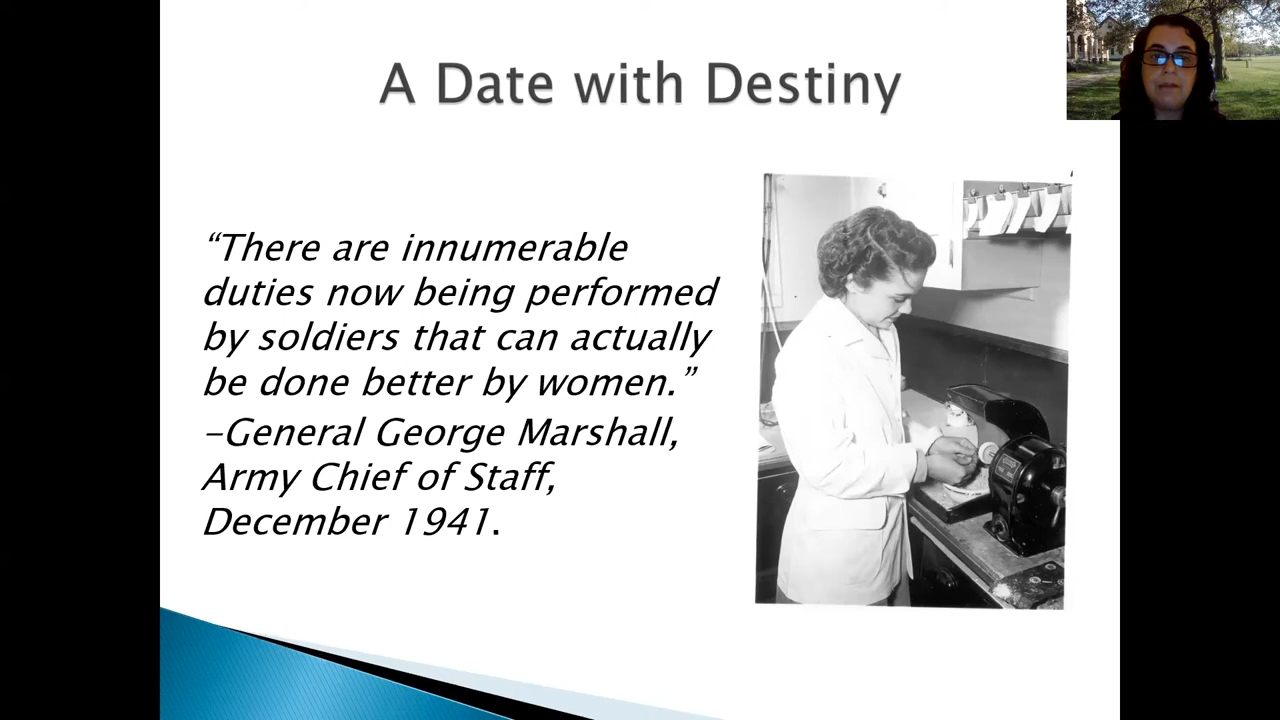 A Date with Destiny
“There are innumerable
duties now being performed
by soldiers that can actually
be done better by women.”
–General George Marshall,
Army Chief of Staff,
December 1941.